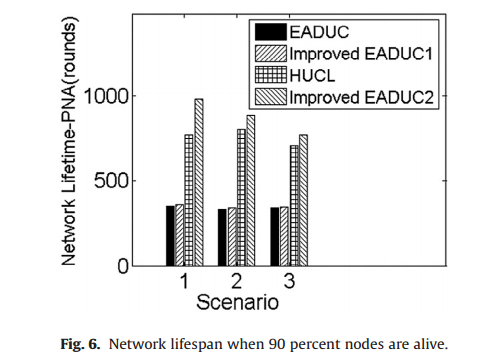 Network Lifetime-PNA(rounds)
EADUC
Improved EADUC1
HUCL
Improved EADUC2
1000
500
0
1
2
3
Scenario
Fig. 6. Network lifespan when 90 percent nodes are alive.